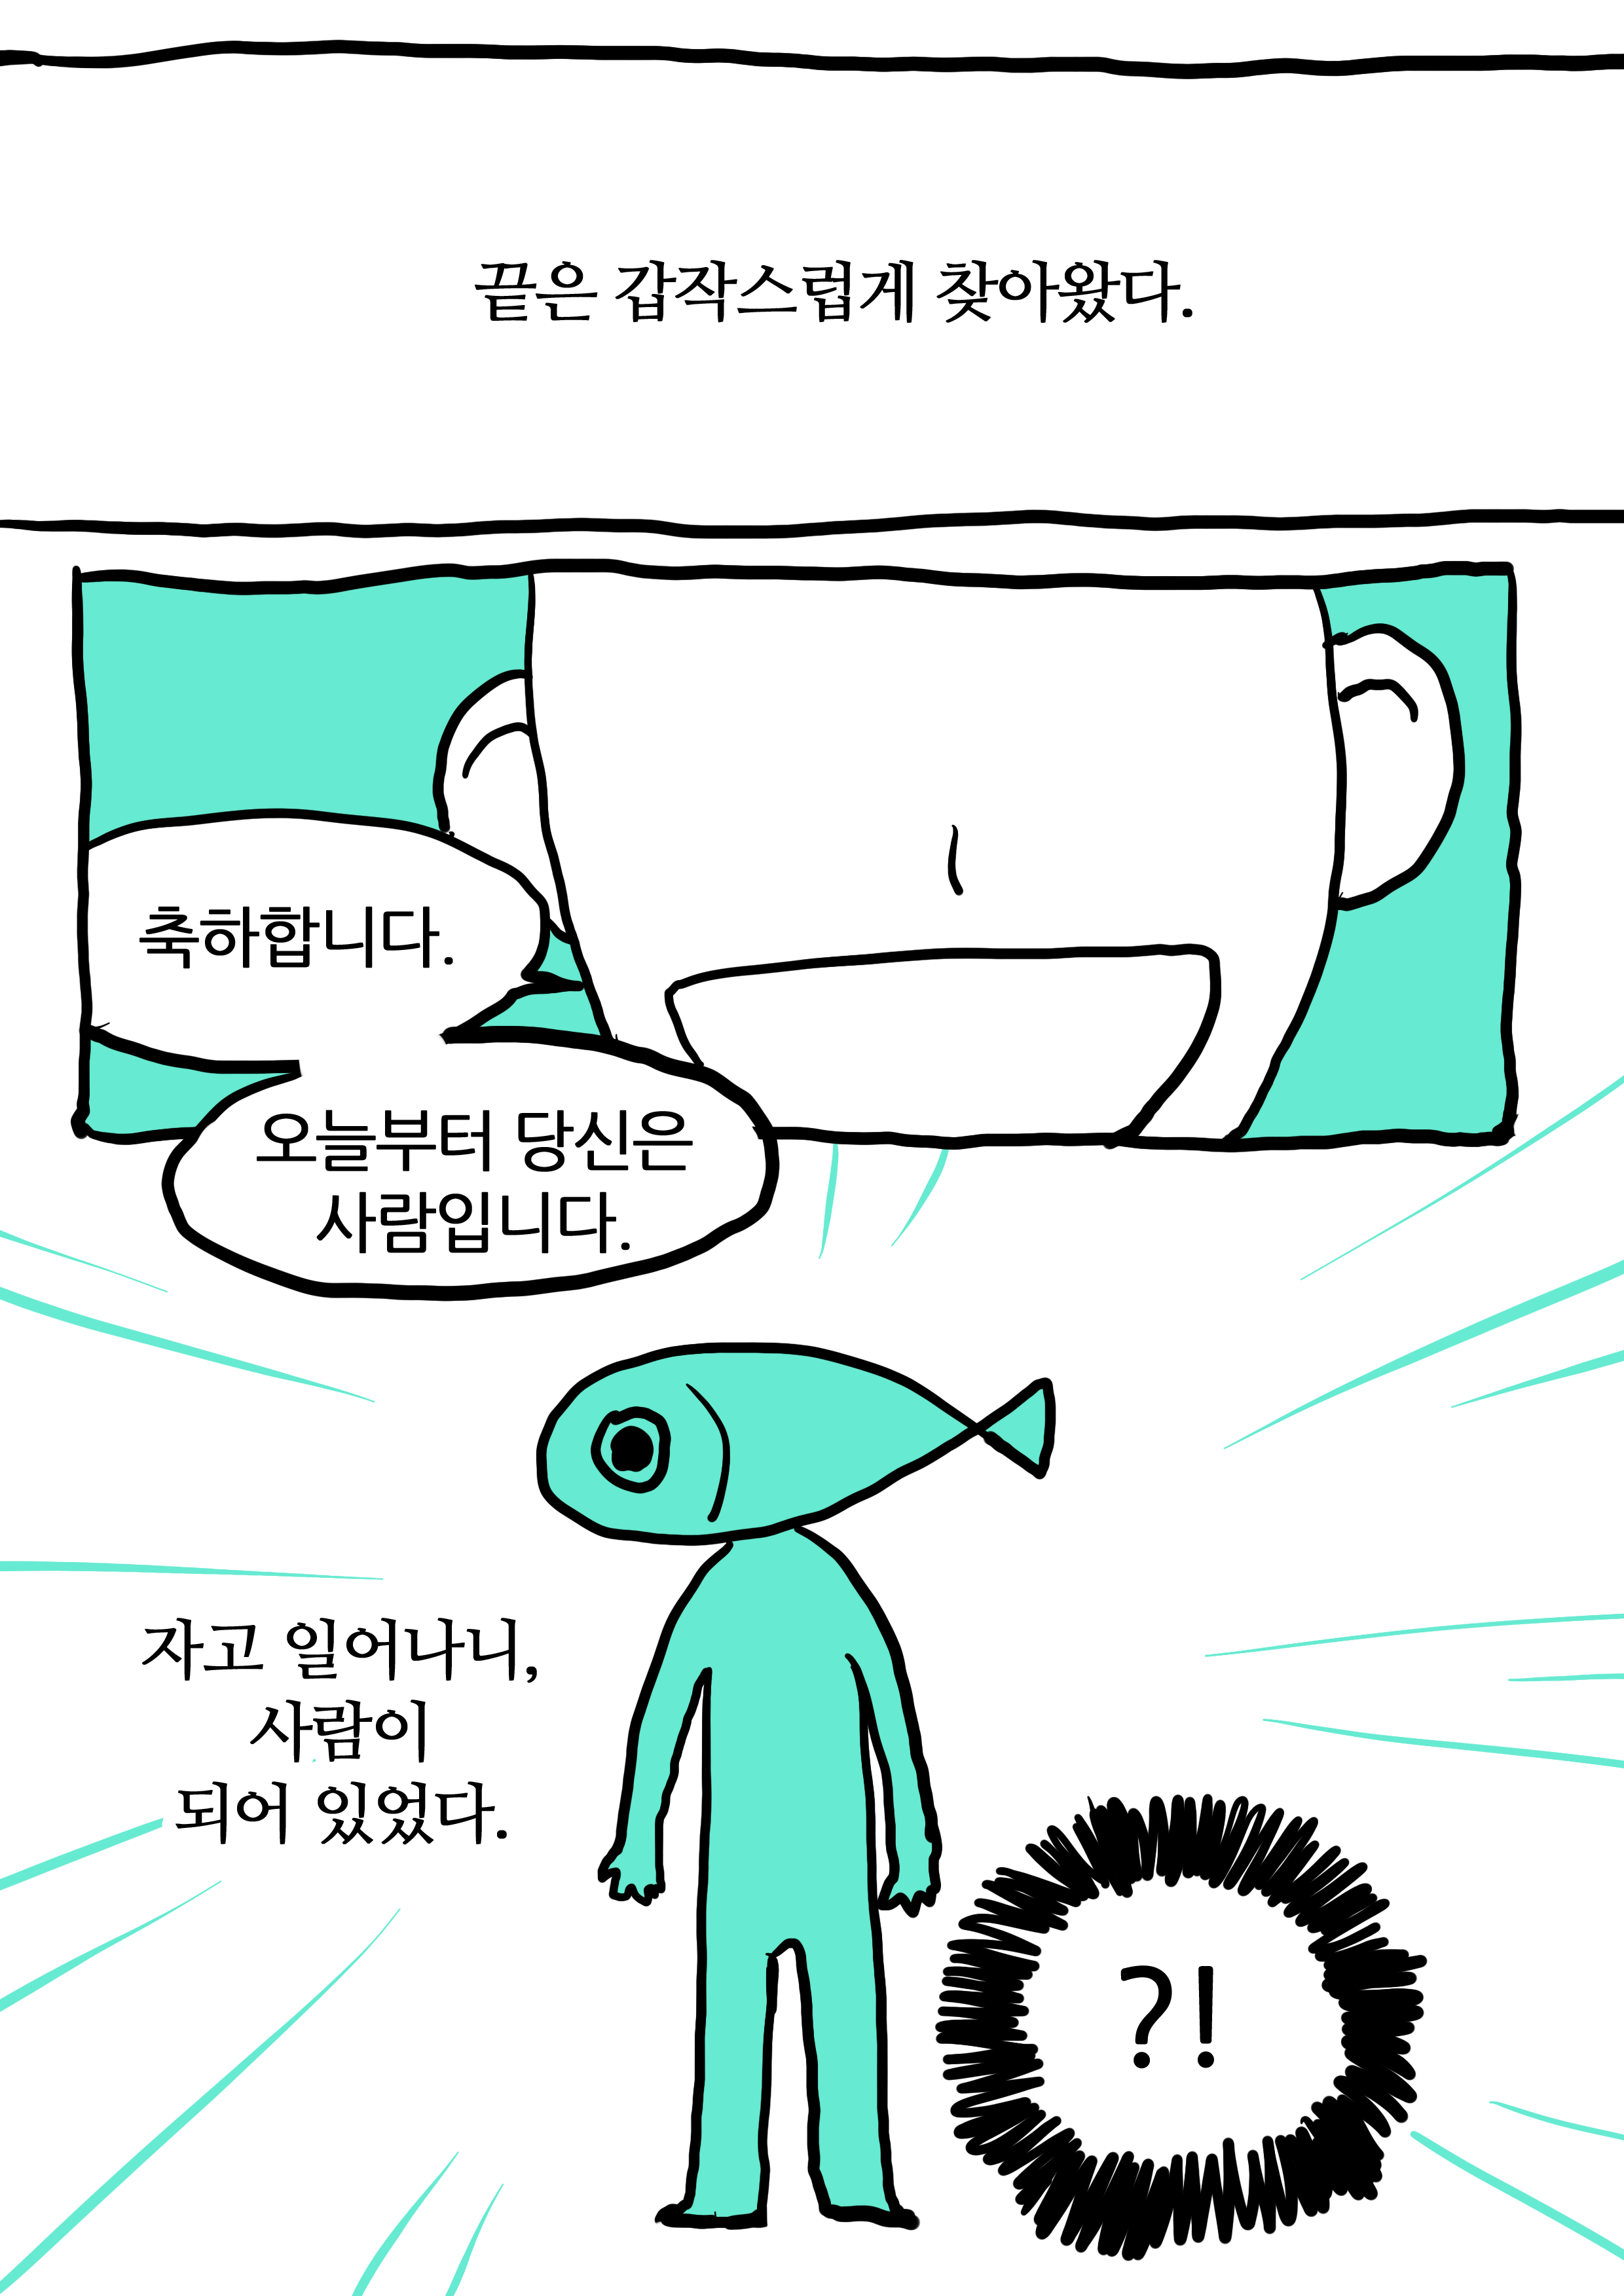 끝은 갑작스럽게 찾아왔다.
축하합니다.
오늘부터 당신은
사람입니다.
자고 일어나니,
사람이
되어 있었다.
?!